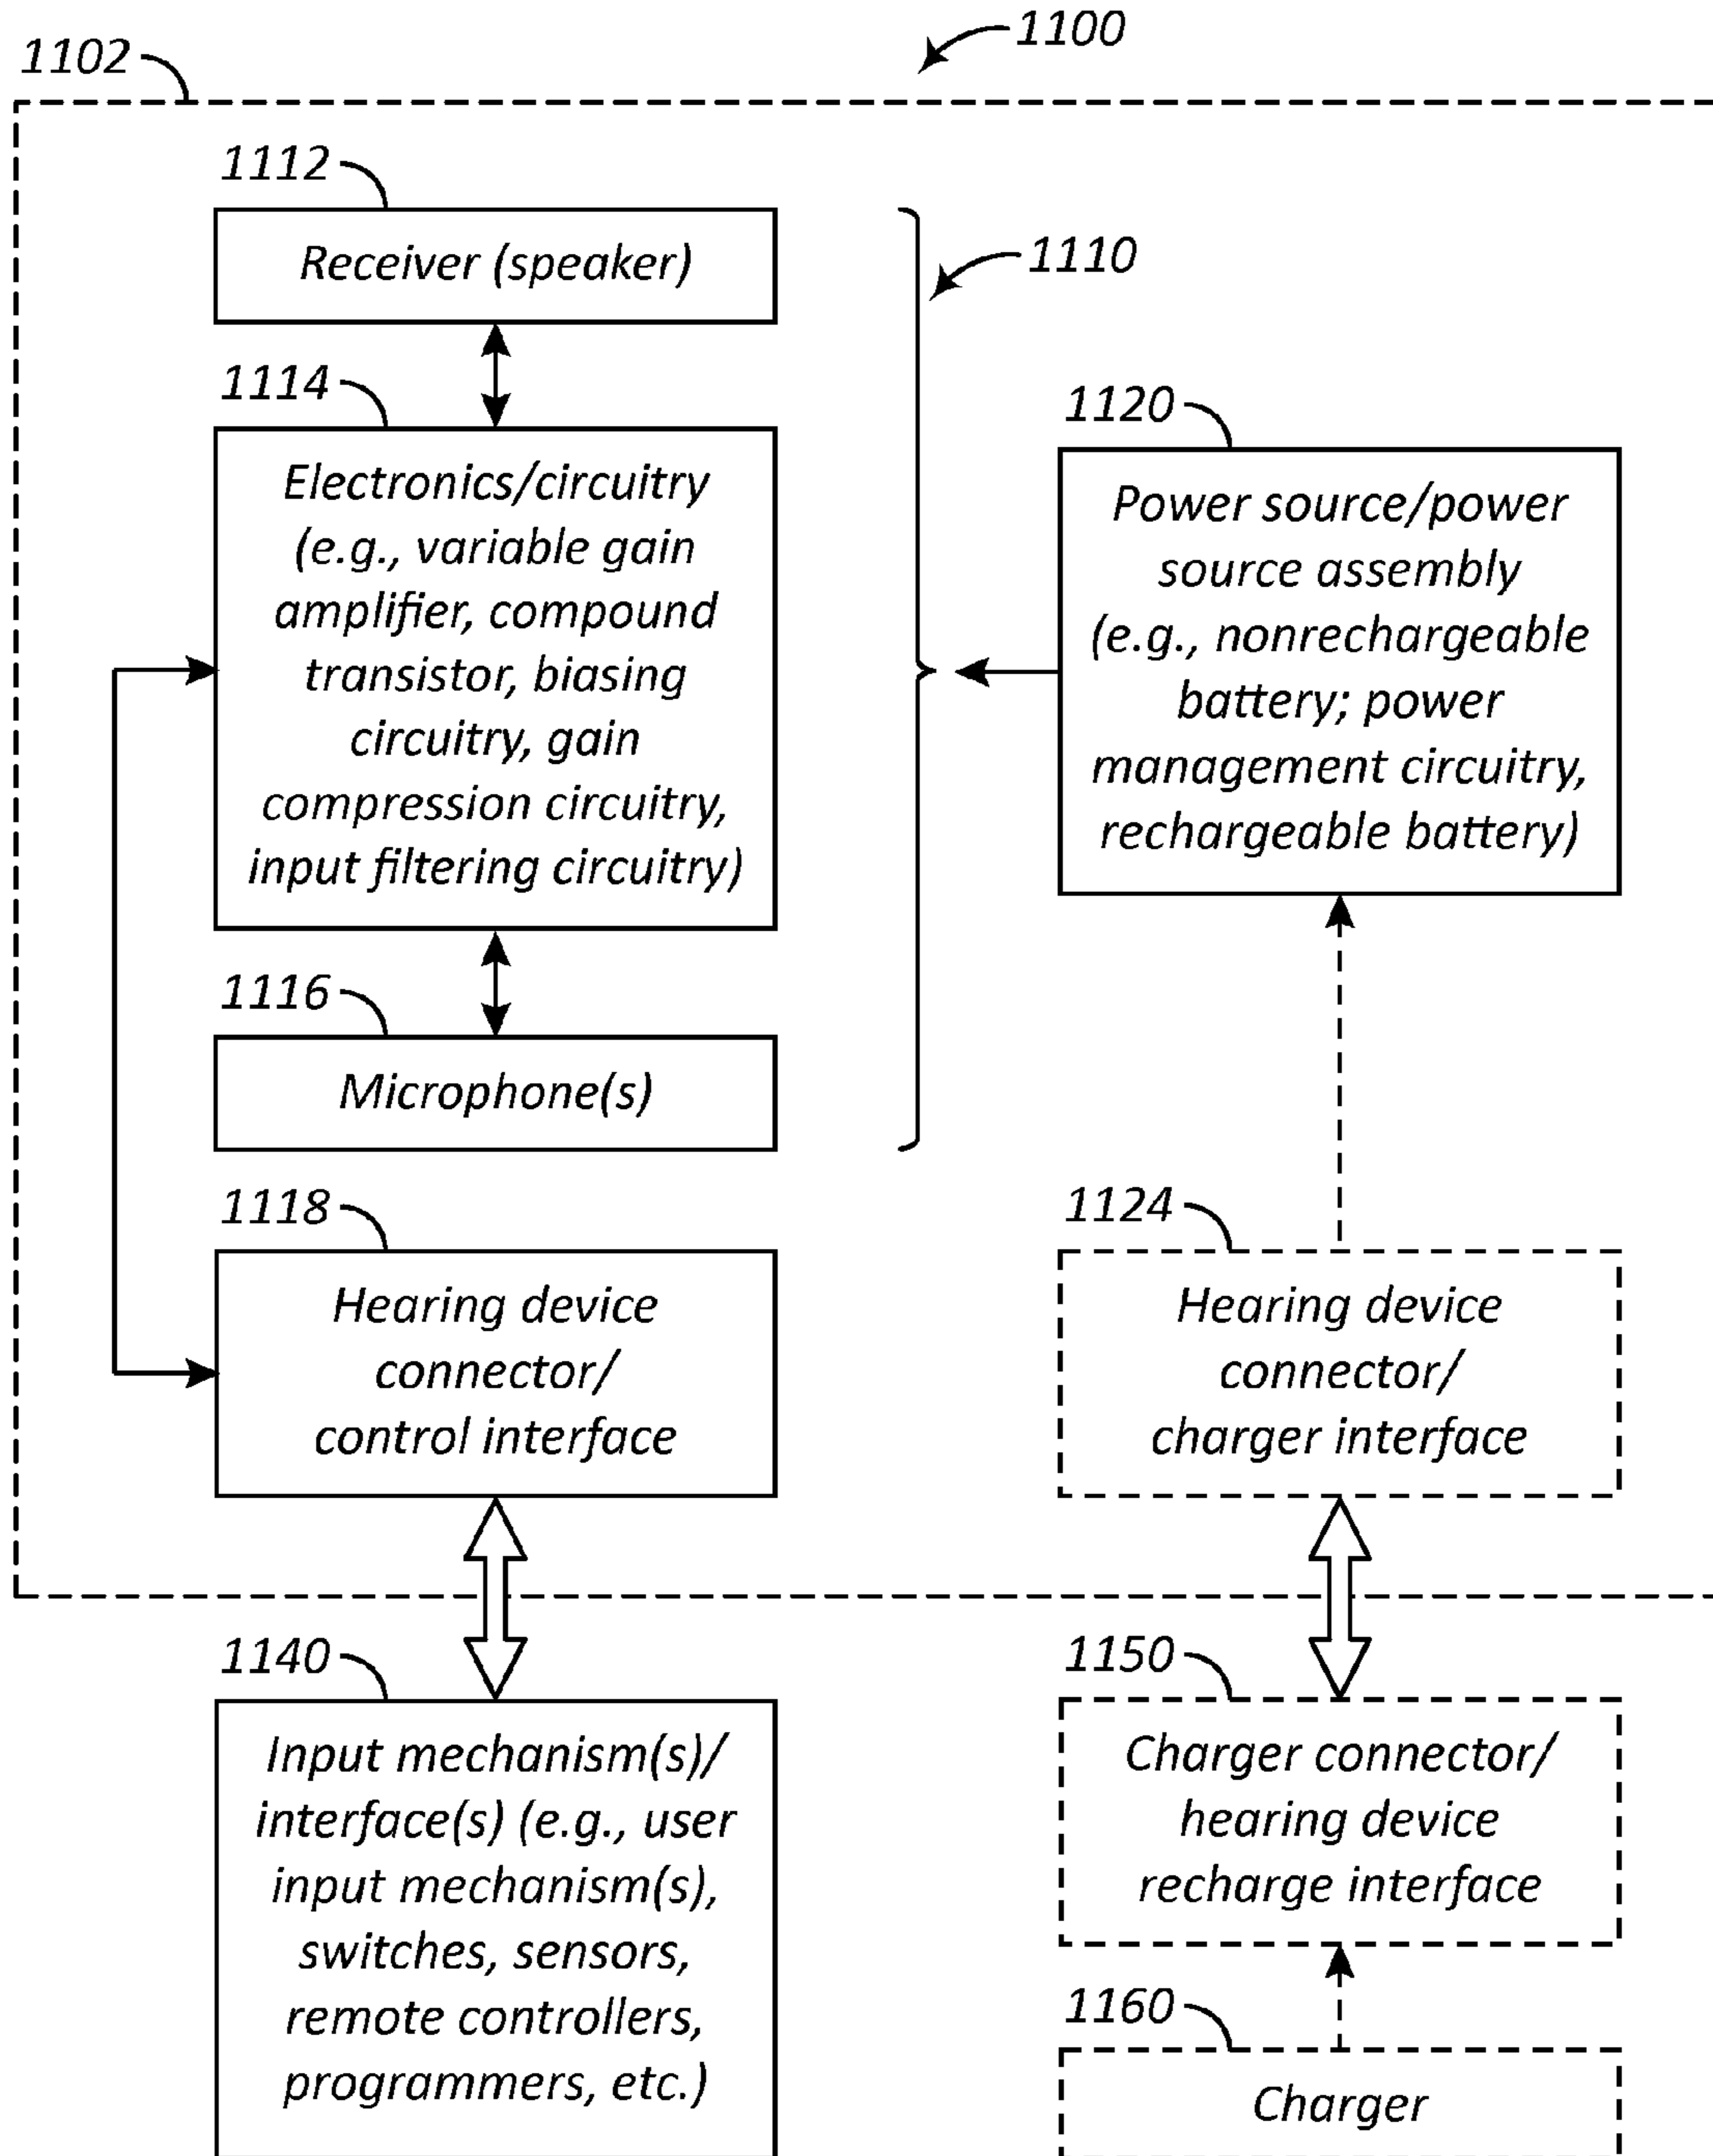 1100
1102
1112
Receiver (speaker)
1110
1114
Electronics/circuitry
(e.g., variable gain
amplifier, compound
transistor, biasing
circuitry, gain
compression circuitry,
input filtering circuitry)
1120
Power source/power
source assembly
(e.g., nonrechargeable
battery; power
management circuitry,
rechargeable battery)
1116
Microphone(s)
1118
Hearing device
connector/
control interface
1124
Hearing device
connector/
charger interface
1140
Input mechanism(s)/
interface(s) (e.g., user
input mechanism(s),
switches, sensors,
remote controllers,
programmers, etc.)
1150
Charger connector/
hearing device
recharge interface
1160
Charger